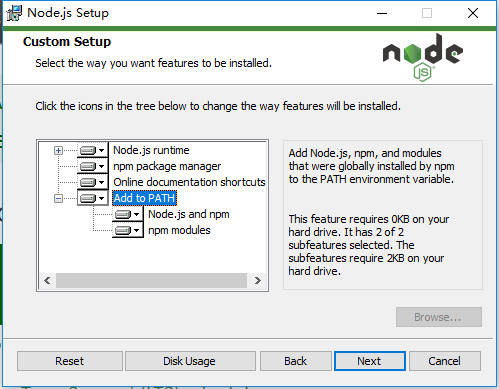 Node.js Setup
Custom Setup
Select the way you want features to be installed.
node
JS
Click the icons in the tree below to change the way features will be installed.
Node.js runtime
npm package manager
Online documentation shortcuts
Add to PATH
Node.js and npm
npm modules
Add Node.js, npm, and modules
that were globally installed by npm
to the PATH environment variable.
This feature requires 0KB on your
hard drive. It has 2 of 2
subfeatures selected. The
subfeatures require 2KB on your
hard drive.
Browse...
Reset
Disk Usage
Back
Next
Cancel